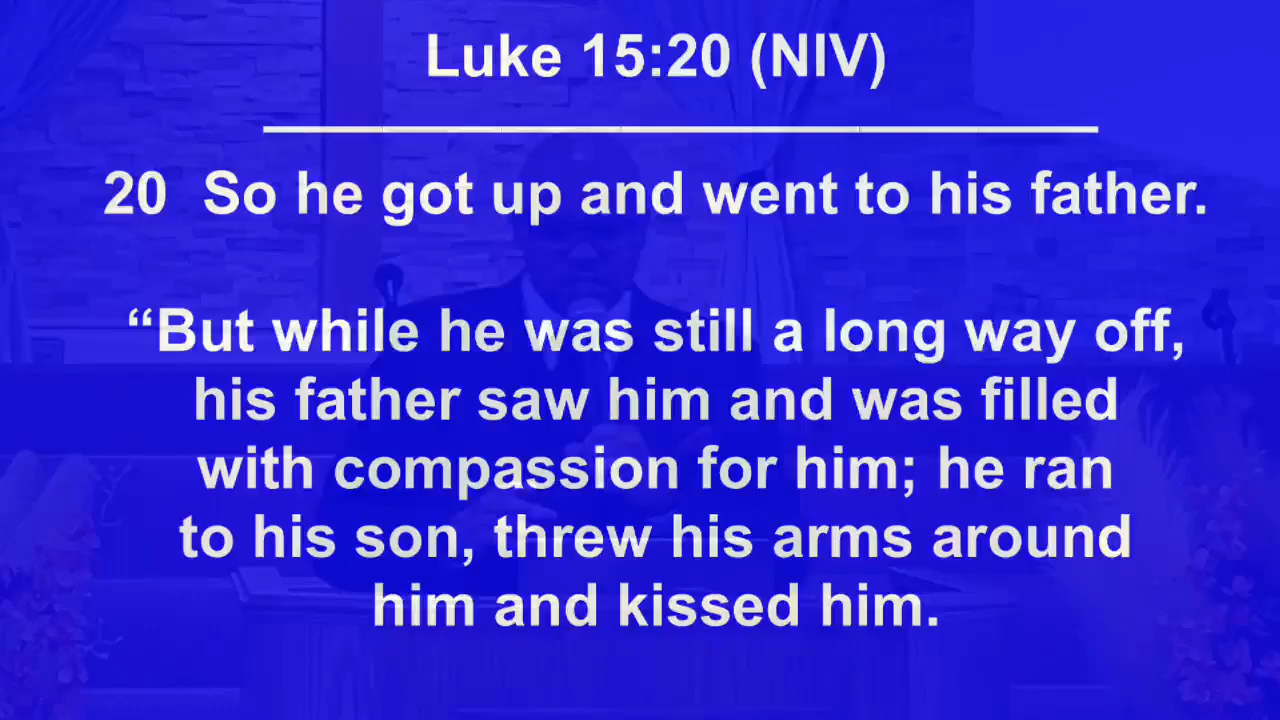 Luke 15:20 (NIV)
20 So he got up and went to his father.
“But while he was still a long way off,
his father saw him and was filled
with compassion for him; he ran
to his son, threw his arms around
him and kissed him.